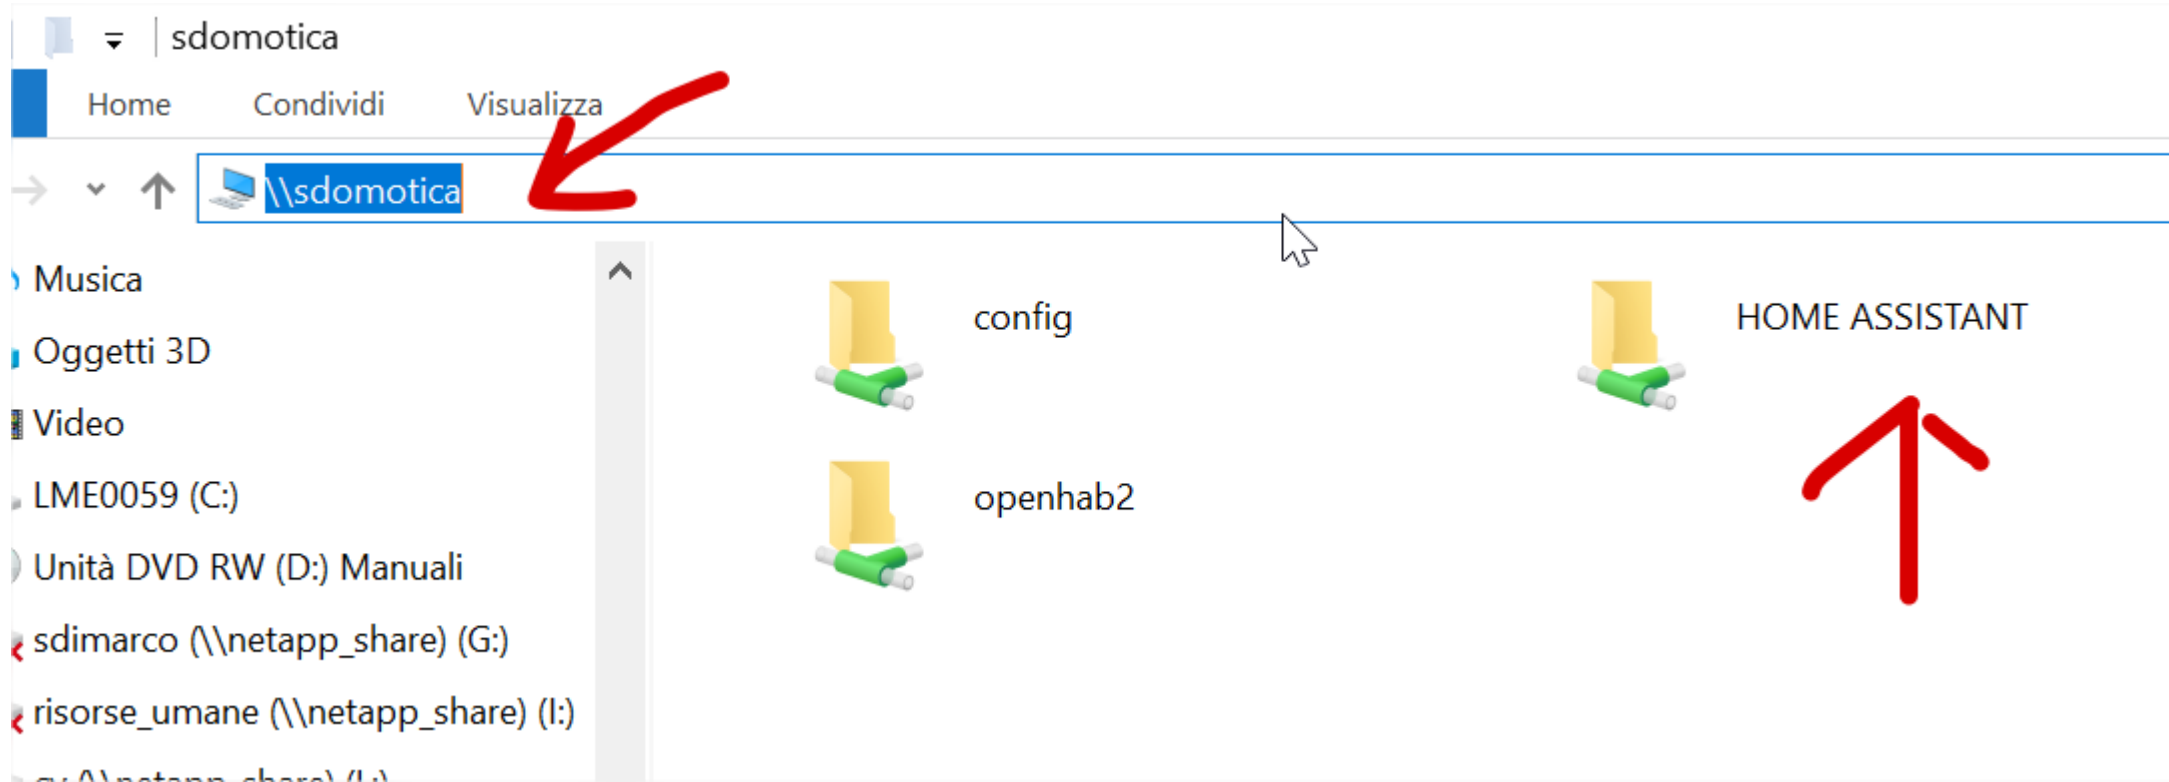 sdomotica
Home Condividi Visualizza
\\sdomotica
Musica
Oggetti 3D
Video
LME0059 (C:)
Unità DVD RW (D:) Manuali
sdimarco (\\netapp_share) (G:)
risorse_umane (\\netapp_share) (I:)
(\\netapp_share)
config
HOME ASSISTANT
openhab2